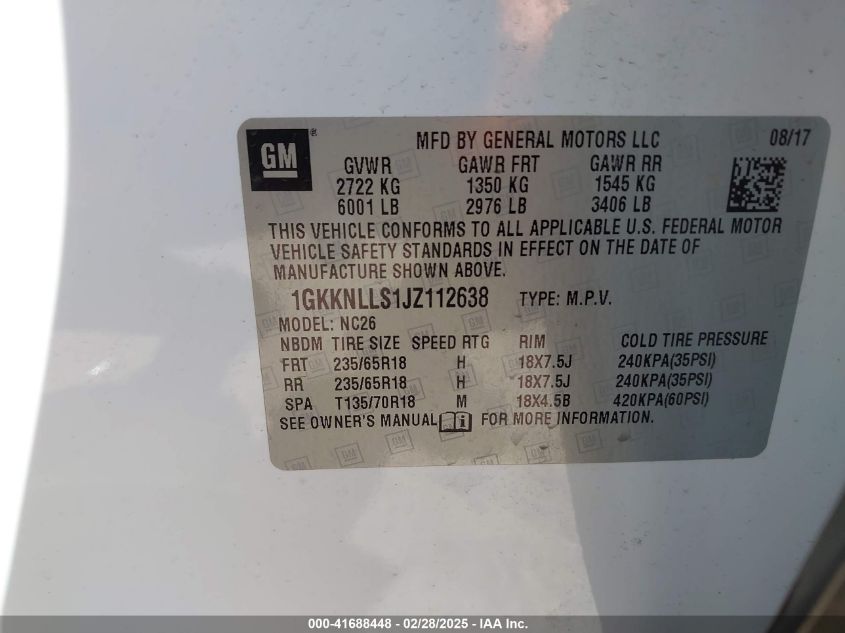 GM ® MFD BY GENERAL MOTORS LLC 08/17
GVWR GAWR FRT GAWR RR
2722 KG 1350 KG 1545 KG
6001 LB 2976 LB 3406 LB
THIS VEHICLE CONFORMS TO ALL APPLICABLE U.S. FEDERAL MOTOR
VEHICLE SAFETY STANDARDS IN EFFECT ON THE DATE OF
MANUFACTURE SHOWN ABOVE.
1GKKNLLS1JZ112638 TYPE: M.P.V.
MODEL: NC26
NBDM TIRE SIZE SPEED RTG RIM COLD TIRE PRESSURE
FRT 235/65R18 H 18X7.5J 240KPA(35PSI)
RR 235/65R18 H 18X7.5J 240KPA(35PSI)
SPA T135/70R18 M 18X4.5B 420KPA(60PSI)
SEE OWNER'S MANUAL i FOR MORE INFORMATION.
000-41688448 - 02/28/2025 - IAA Inc.